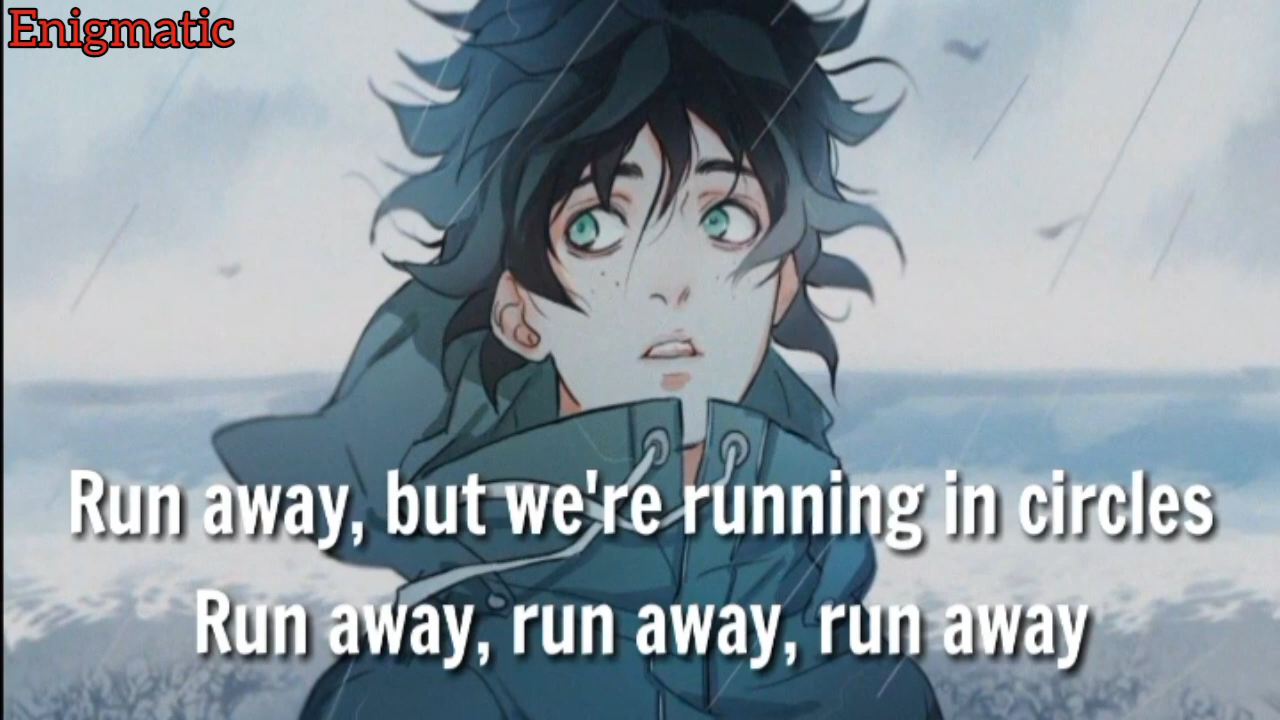 Enigmatic
Run away, but we're running in circles
Run away, run away, run away